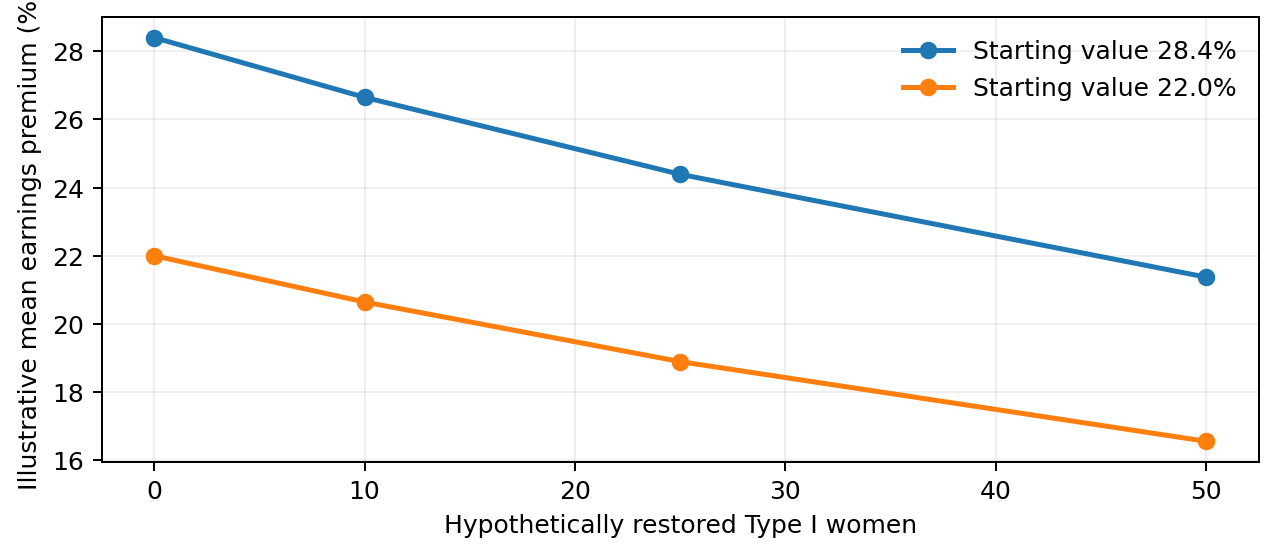 Illustrative mean earnings premium (%
28
26
24
22
20
18
16
Starting value 28.4%
Starting value 22.0%
0 10 20 30 40 50
Hypothetically restored Type I women